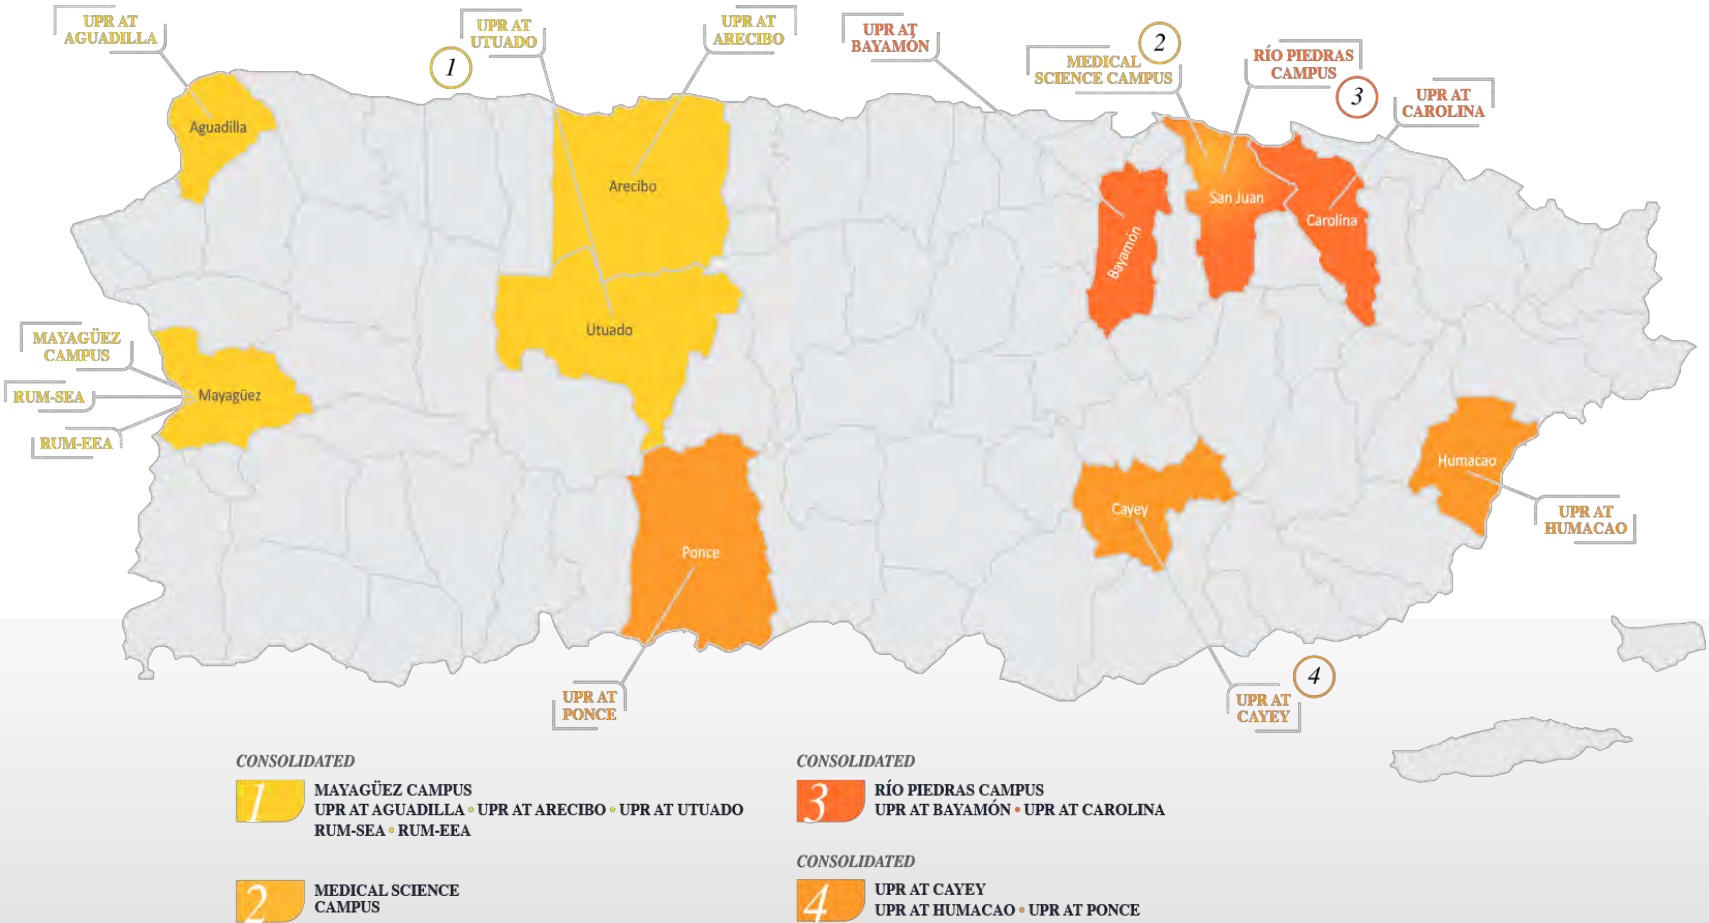 UPR AT
AGUADILLA
UPR AT
UTUADO
1
UPR AT
ARECIBO
UPR AT
BAYAMÓN
2
MEDICAL
SCIENCE CAMPUS
RÍO PIEDRAS
CAMPUS
3
UPR AT
CAROLINA
Aguadilla
Arecibo
San Juan
Carolina
Bayamón
Utuado
MAYAGÜEZ
CAMPUS
RUM-SEA
RUM-EEA
Mayagüez
Humacao
UPR AT
HUMACAO
Cayey
Ponce
UPR AT
PONCE
UPR AT
CAYEY
4
CONSOLIDATED
1
MAYAGÜEZ CAMPUS
UPR AT AGUADILLA • UPR AT ARECIBO • UPR AT UTUADO
RUM-SEA • RUM-EEA
2
MEDICAL SCIENCE
CAMPUS
CONSOLIDATED
3
RÍO PIEDRAS CAMPUS
UPR AT BAYAMÓN • UPR AT CAROLINA
CONSOLIDATED
4
UPR AT CAYEY
UPR AT HUMACAO • UPR AT PONCE